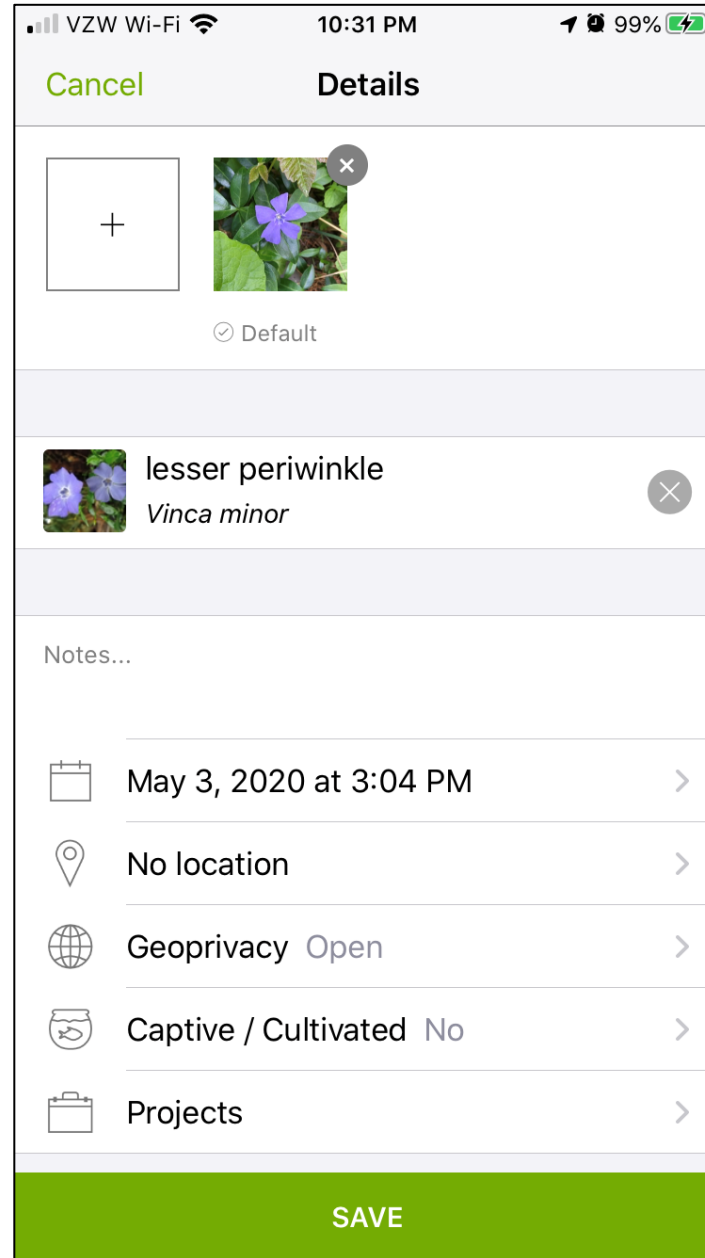 VZW Wi-Fi 10:31 PM 99%
Cancel Details
Default
lesser periwinkle
Vinca minor
Notes...
May 3, 2020 at 3:04 PM
No location
Geoprivacy Open
Captive / Cultivated No
Projects
SAVE